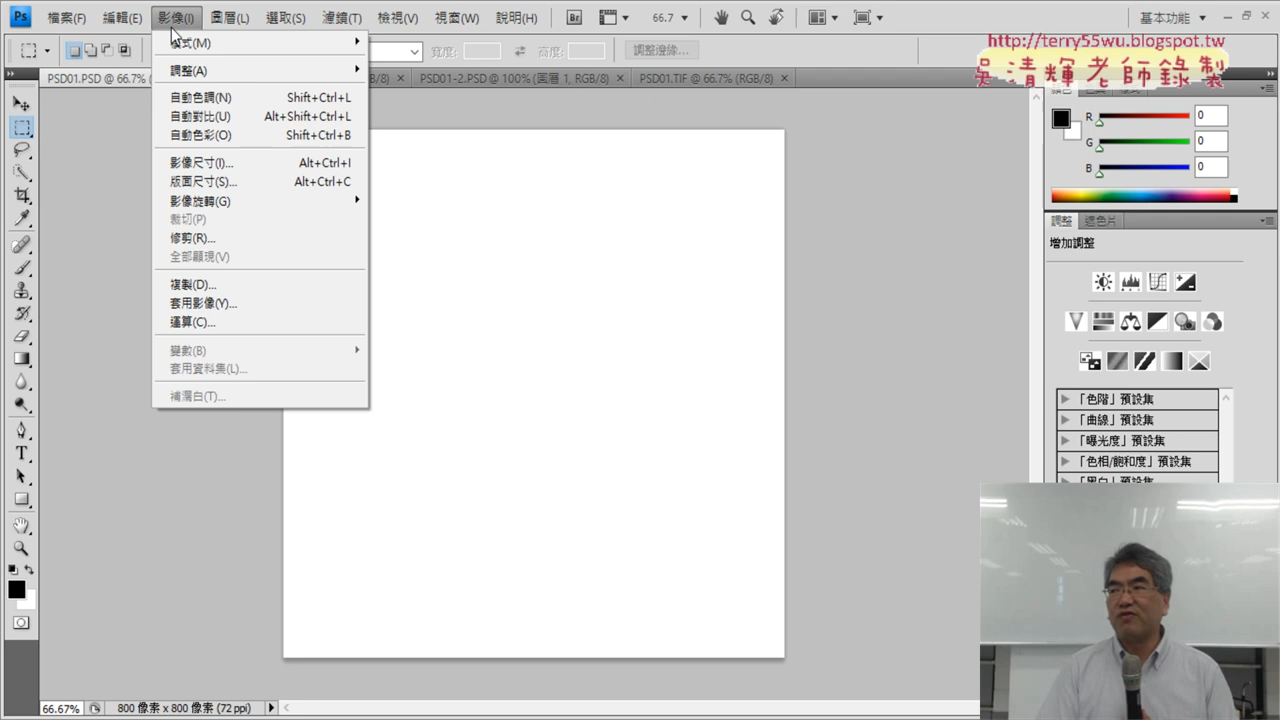 Ps 檔案(F) 編輯(E) 影像(I) 圖層(L) 選取(S) 濾鏡(T) 檢視(V) 視窗(W) 說明(H) Br 66.7 基本功能
http://terry55wu.blogspot.tw
吳清輝老師錄製
寬度: 高度: 調整邊緣...
PSD01.PSD @ 66.7% /8) PSD01-2.PSD @ 100% (圖層 1, RGB/8) PSD01.TIF @ 66.7% (RGB/8)
模式(M)
調整(A)
自動色調(N) Shift+Ctrl+L
自動對比(U) Alt+Shift+Ctrl+L
自動色彩(O) Shift+Ctrl+B
影像尺寸(I)... Alt+Ctrl+I
版面尺寸(S)... Alt+Ctrl+C
影像旋轉(G)
裁切(P)
修剪(R)...
全部顯現(V)
複製(D)...
套用影像(Y)...
運算(C)...
變數(B)
套用資料集(L)...
補漏白(T)...
R 0
G 0
B 0
調整 遮色片
增加調整
「色階」預設集
「曲線」預設集
「曝光度」預設集
「色相/飽和度」預設集
「黑白」預設集
66.67% 800 像素 x 800 像素 (72 ppi)